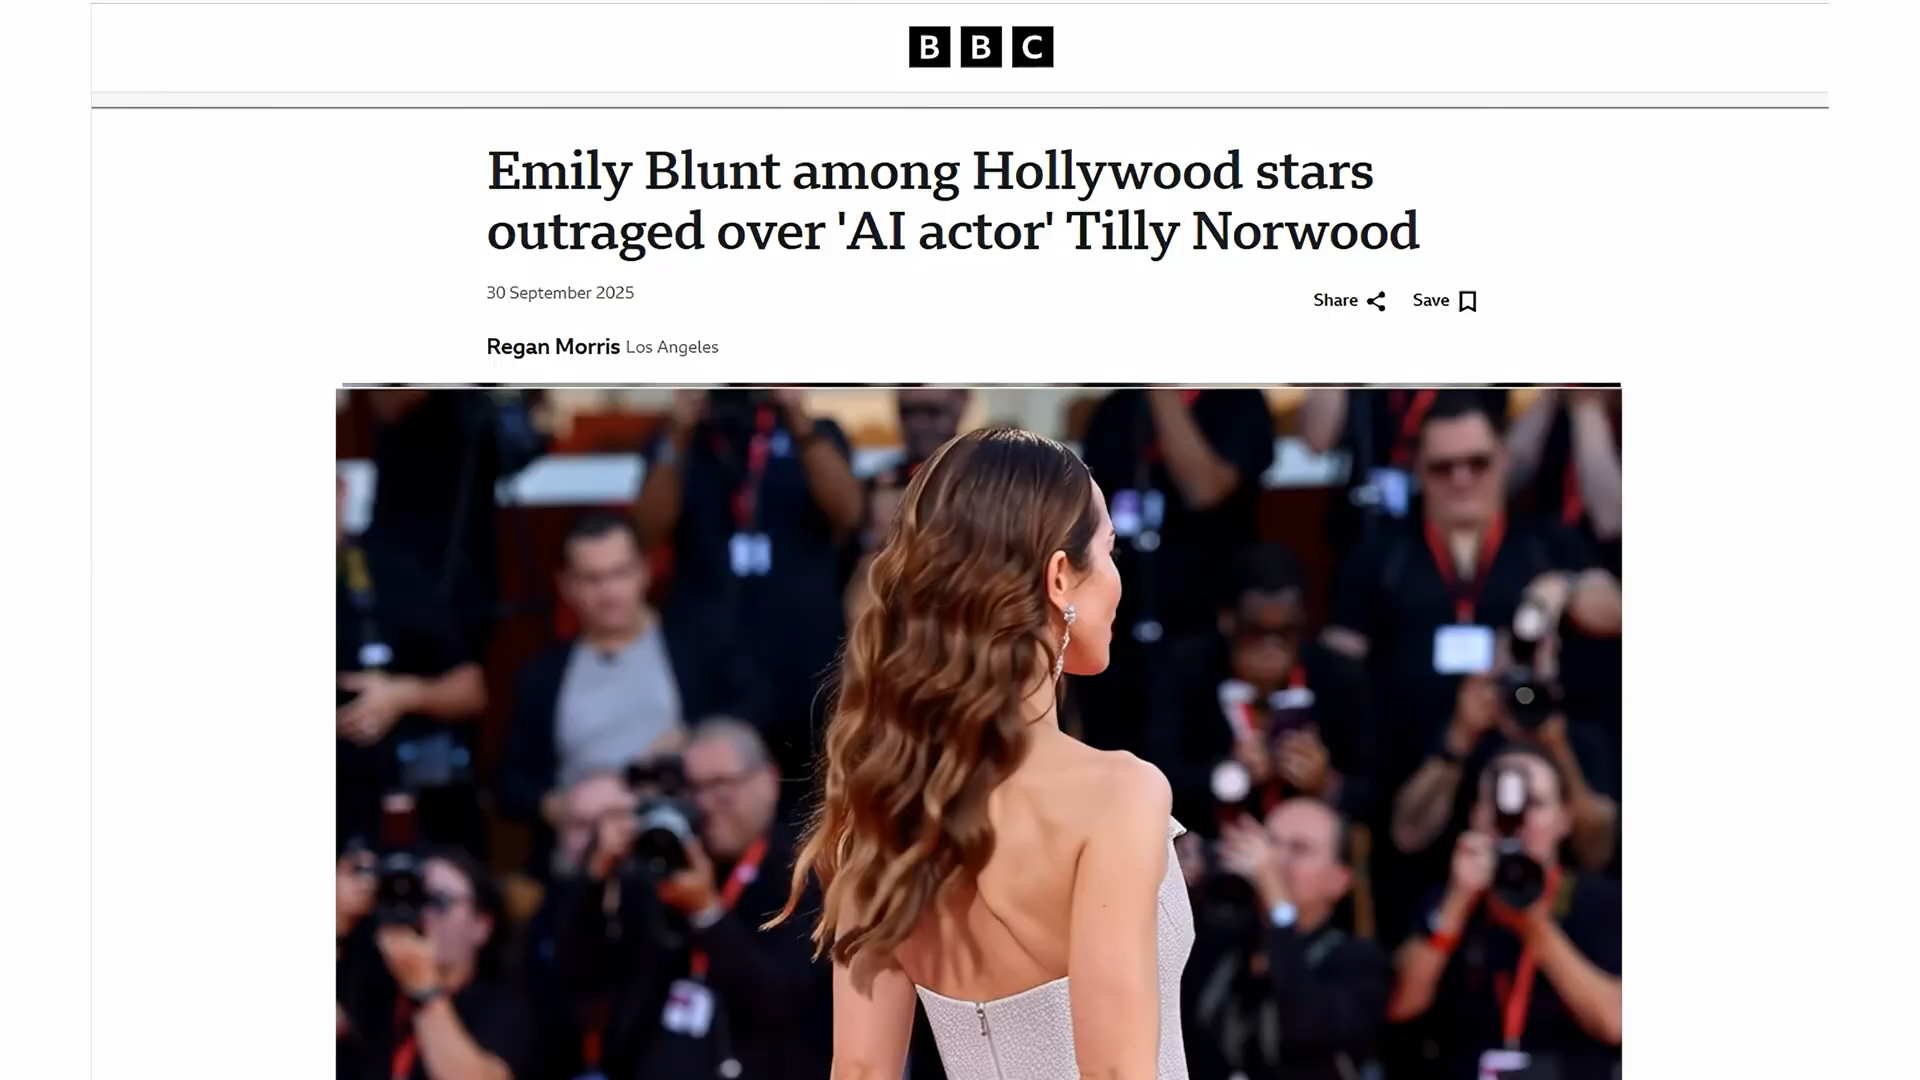 BBC
Emily Blunt among Hollywood stars
outraged over 'AI actor' Tilly Norwood
30 September 2025
Share Save
Regan Morris Los Angeles